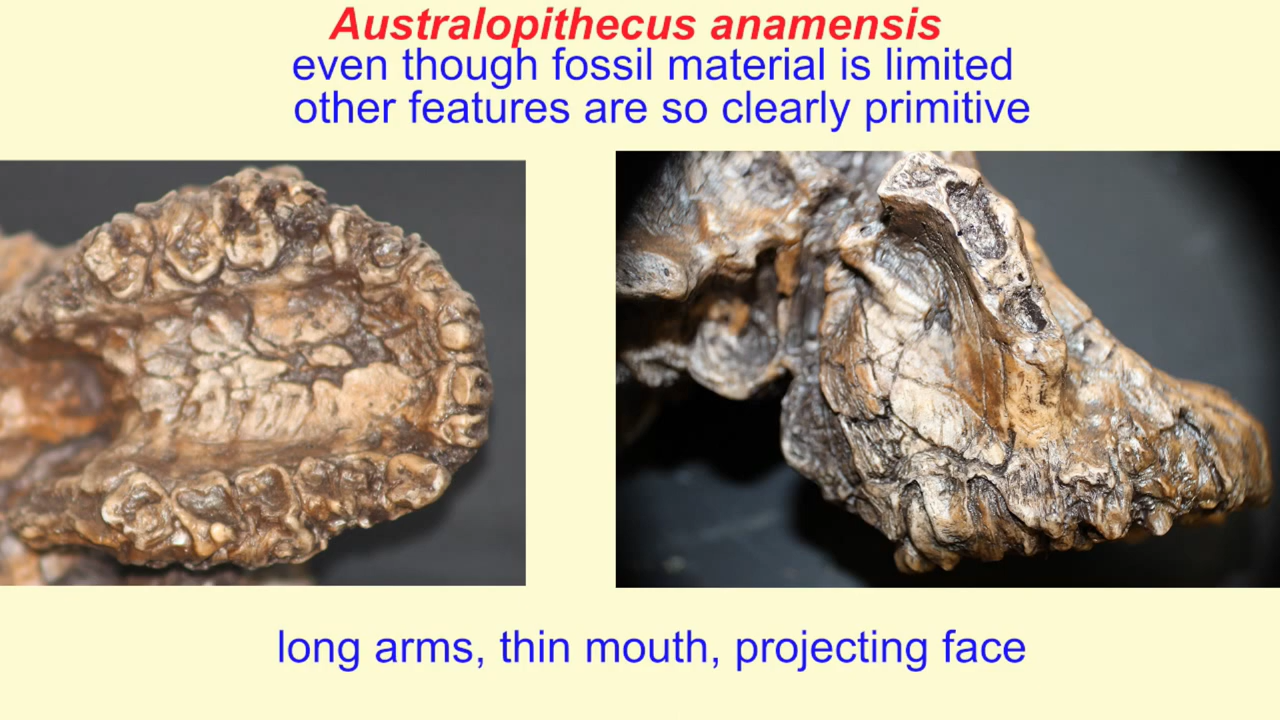 Australopithecus anamensis
even though fossil material is limited
other features are so clearly primitive
long arms, thin mouth, projecting face